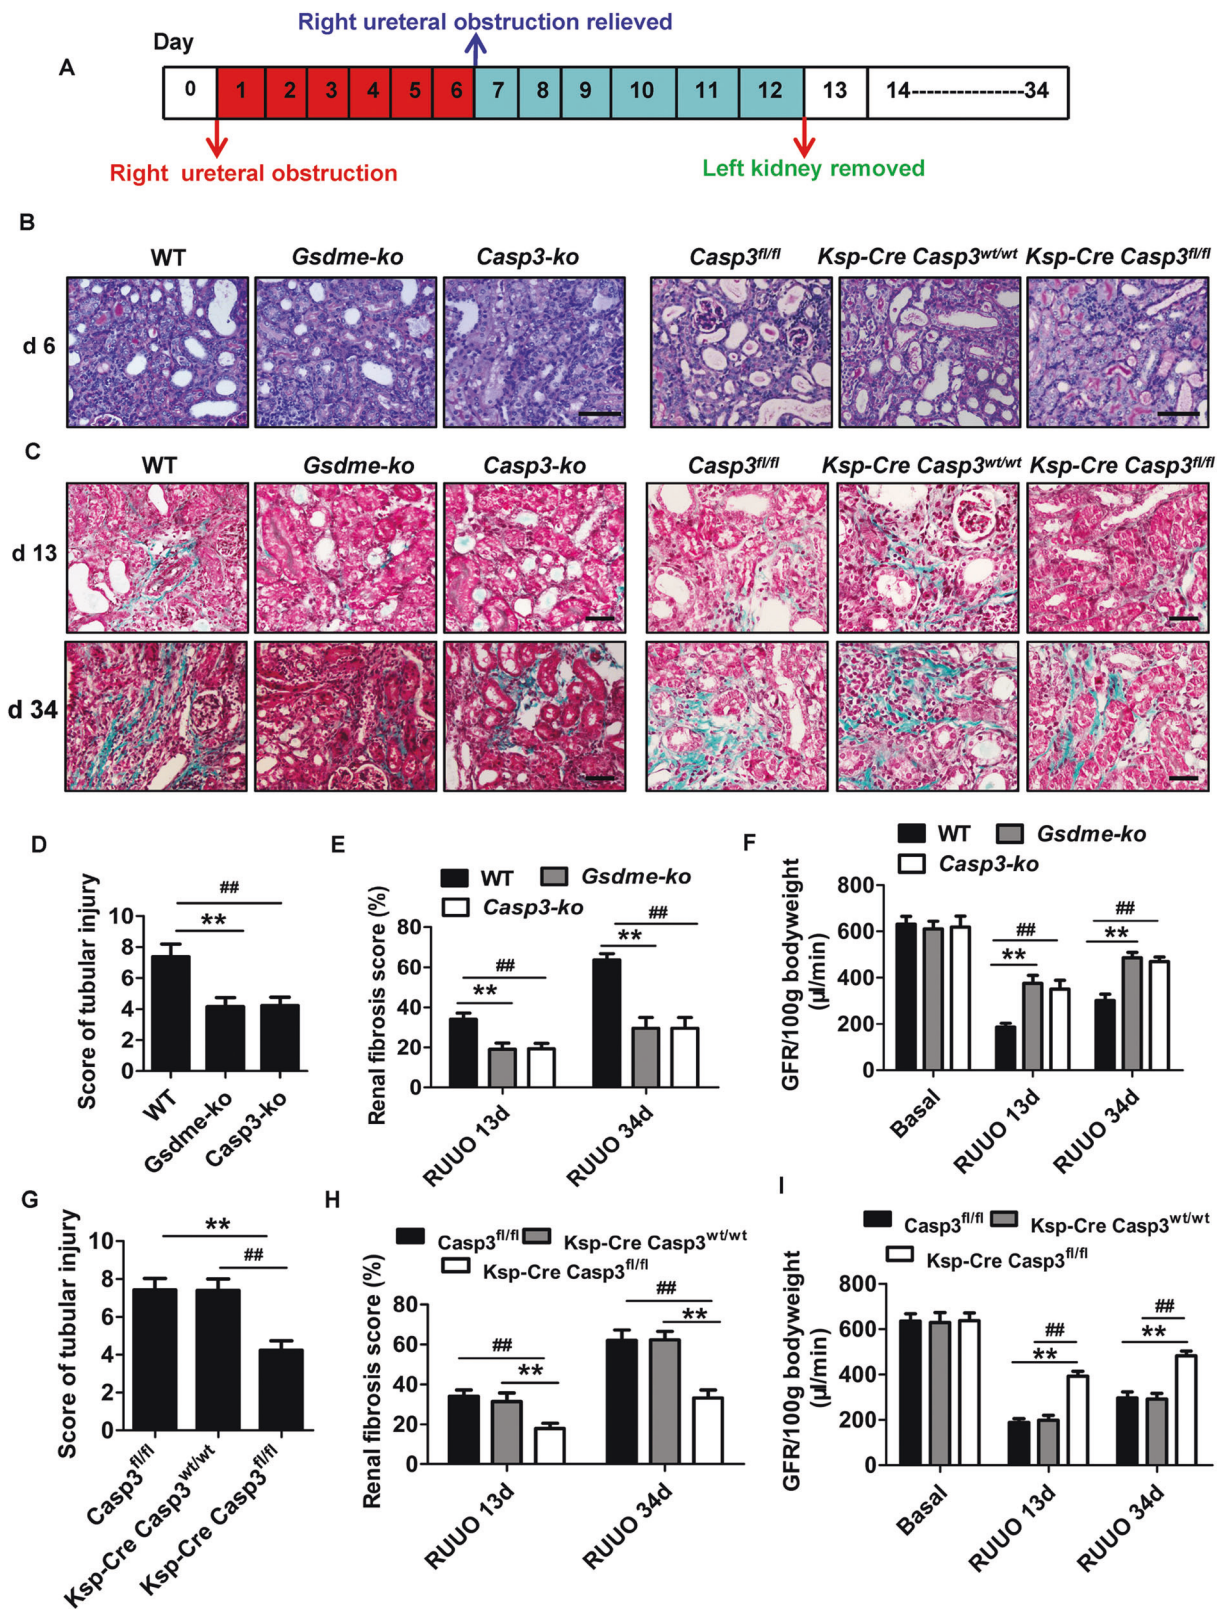 Right ureteral obstruction relieved
Day
A
0 1 2 3 4 5 6 7 8 9 10 11 12 13 14---------------34
Right ureteral obstruction
Left kidney removed
B
WT Gsdme-ko Casp3-ko Casp3fl/fl Ksp-Cre Casp3wt/wt Ksp-Cre Casp3fl/fl
d 6
C
WT Gsdme-ko Casp3-ko Casp3fl/fl Ksp-Cre Casp3wt/wt Ksp-Cre Casp3fl/fl
d 13
d 34
D
Score of tubular injury
10
8
6
4
2
0
##
**
WT
Gsdme-ko
Casp3-ko
E
WT Gsdme-ko
Casp3-ko
Renal fibrosis score (%)
80
60
40
20
0
##
**
##
**
RUUO 13d
RUUO 34d
F
WT Gsdme-ko
Casp3-ko
GFR/100g bodyweight
(µl/min)
800
600
400
200
0
##
**
##
**
Basal
RUUO 13d
RUUO 34d
G
Score of tubular injury
10
8
6
4
2
0
**
##
Casp3fl/fl
Ksp-Cre Casp3wt/wt
Ksp-Cre Casp3fl/fl
H
Casp3fl/fl Ksp-Cre Casp3wt/wt
Ksp-Cre Casp3fl/fl
Renal fibrosis score (%)
80
60
40
20
0
##
**
##
**
RUUO 13d
RUUO 34d
I
Casp3fl/fl Ksp-Cre Casp3wt/wt
Ksp-Cre Casp3fl/fl
GFR/100g bodyweight
(µl/min)
800
600
400
200
0
##
**
##
**
Basal
RUUO 13d
RUUO 34d